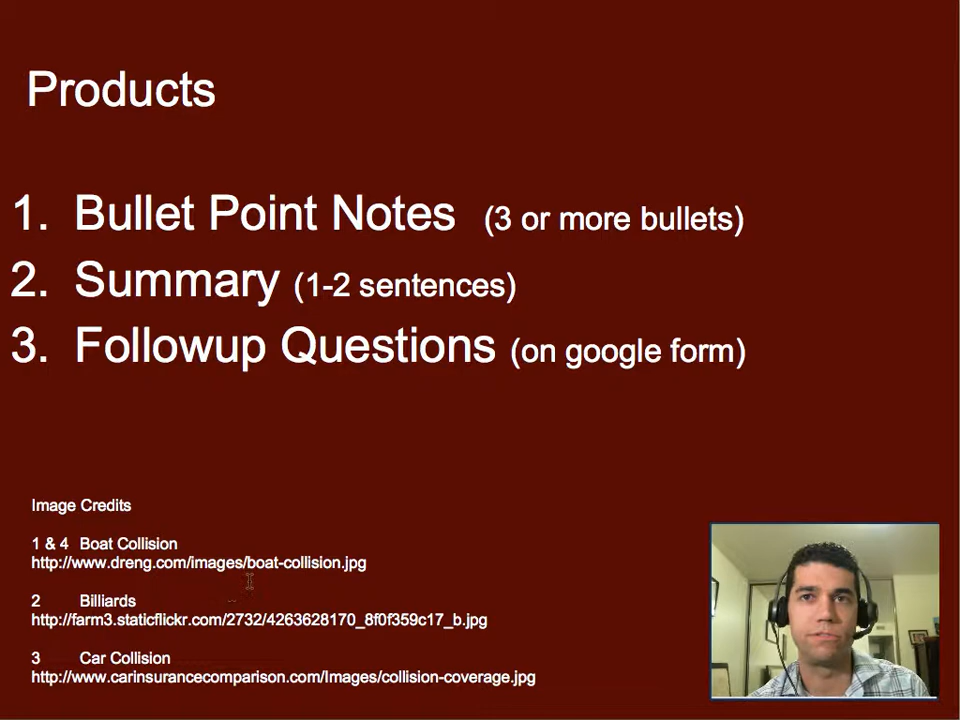 Products
1. Bullet Point Notes (3 or more bullets)
2. Summary (1-2 sentences)
3. Followup Questions (on google form)
Image Credits
1 & 4 Boat Collision
http://www.dreng.com/images/boat-collision.jpg
2 Billiards
http://farm3.staticflickr.com/2732/4263628170_8f0f359c17_b.jpg
3 Car Collision
http://www.carinsurancecomparison.com/Images/collision-coverage.jpg